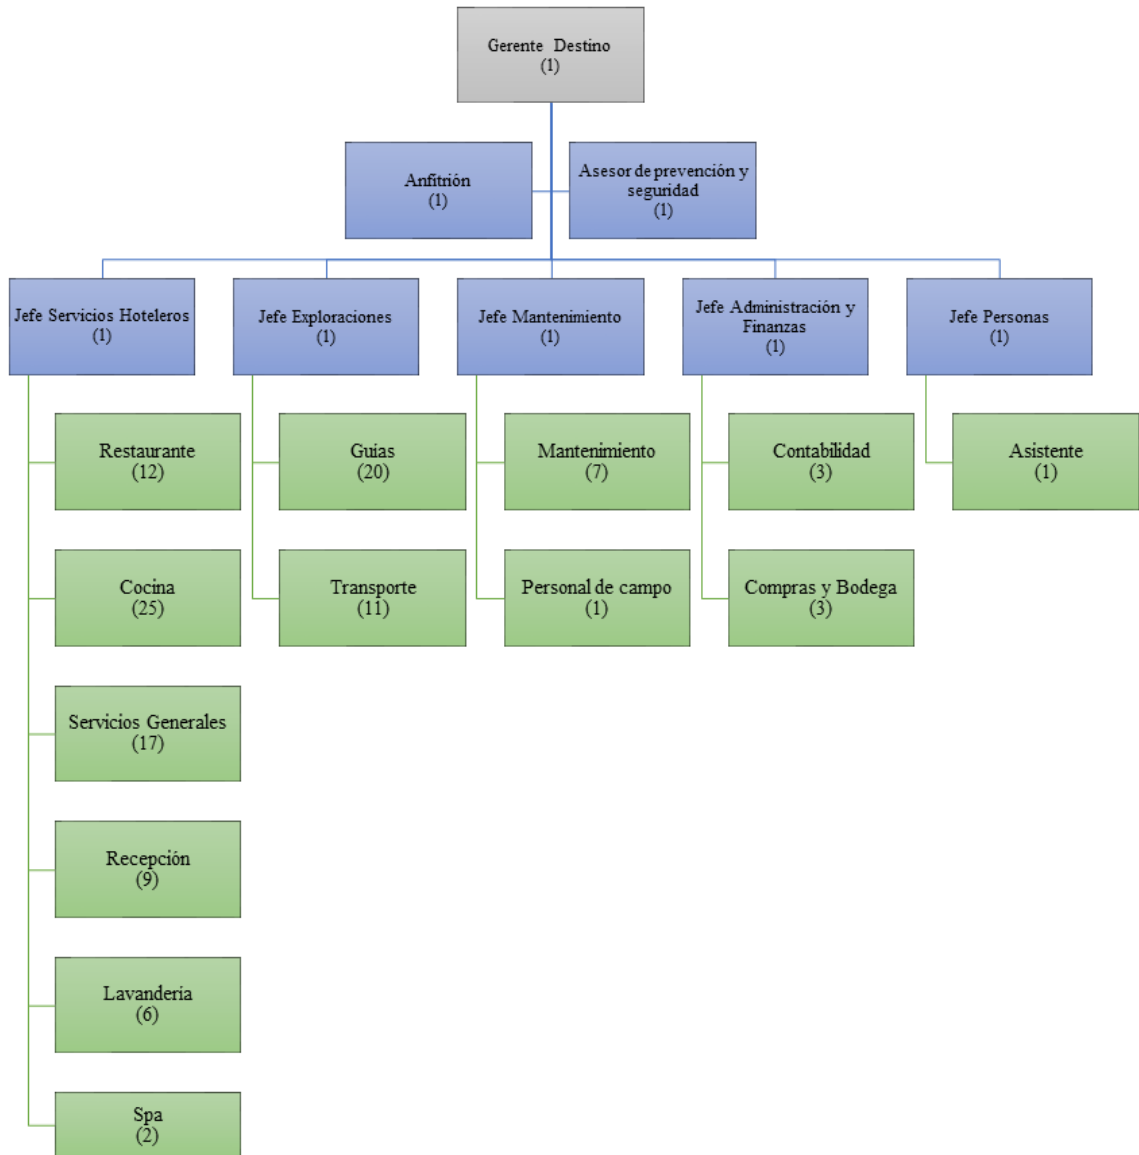 Gerente Destino
(1)
Anfitrión
(1)
Asesor de prevención y
seguridad
(1)
Jefe Servicios Hoteleros
(1)
Jefe Exploraciones
(1)
Jefe Mantenimiento
(1)
Jefe Administración y
Finanzas
(1)
Jefe Personas
(1)
Restaurante
(12)
Guías
(20)
Mantenimiento
(7)
Contabilidad
(3)
Asistente
(1)
Cocina
(25)
Transporte
(11)
Personal de campo
(1)
Compras y Bodega
(3)
Servicios Generales
(17)
Recepción
(9)
Lavandería
(6)
Spa
(2)